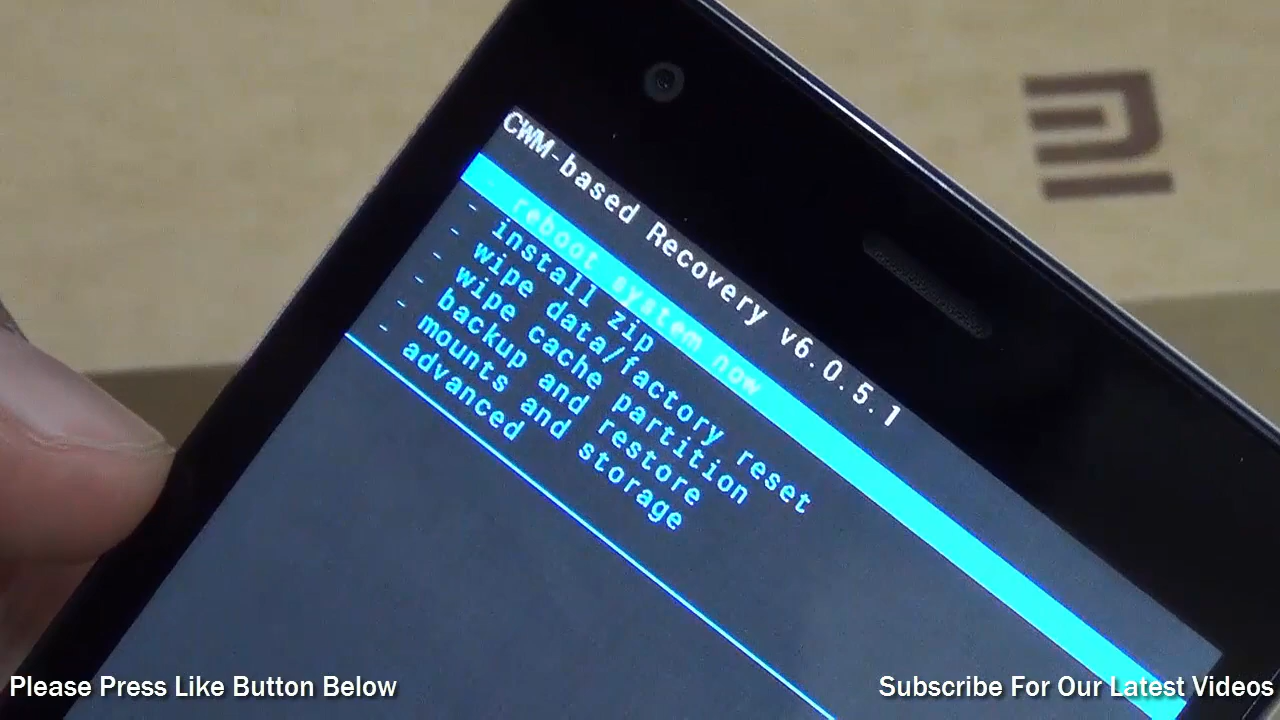 CWM-based Recovery v6.0.5.1
- reboot system now
- install zip
- wipe data/factory reset
- wipe cache partition
- backup and restore
- mounts and storage
- advanced
Please Press Like Button Below
Subscribe For Our Latest Videos